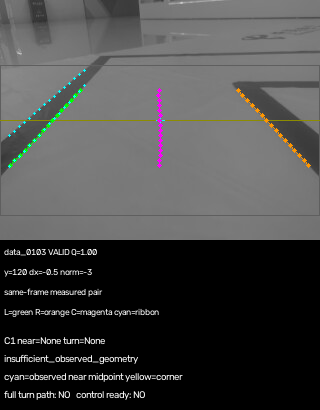 data_0103 VALID Q=1.00
y=120 dx=-0.5 norm=-3
same-frame measured pair
L=green R=orange C=magenta cyan=ribbon
C1 near=None turn=None
insufficient_observed_geometry
cyan=observed near midpoint yellow=corner
full turn path: NO control ready: NO